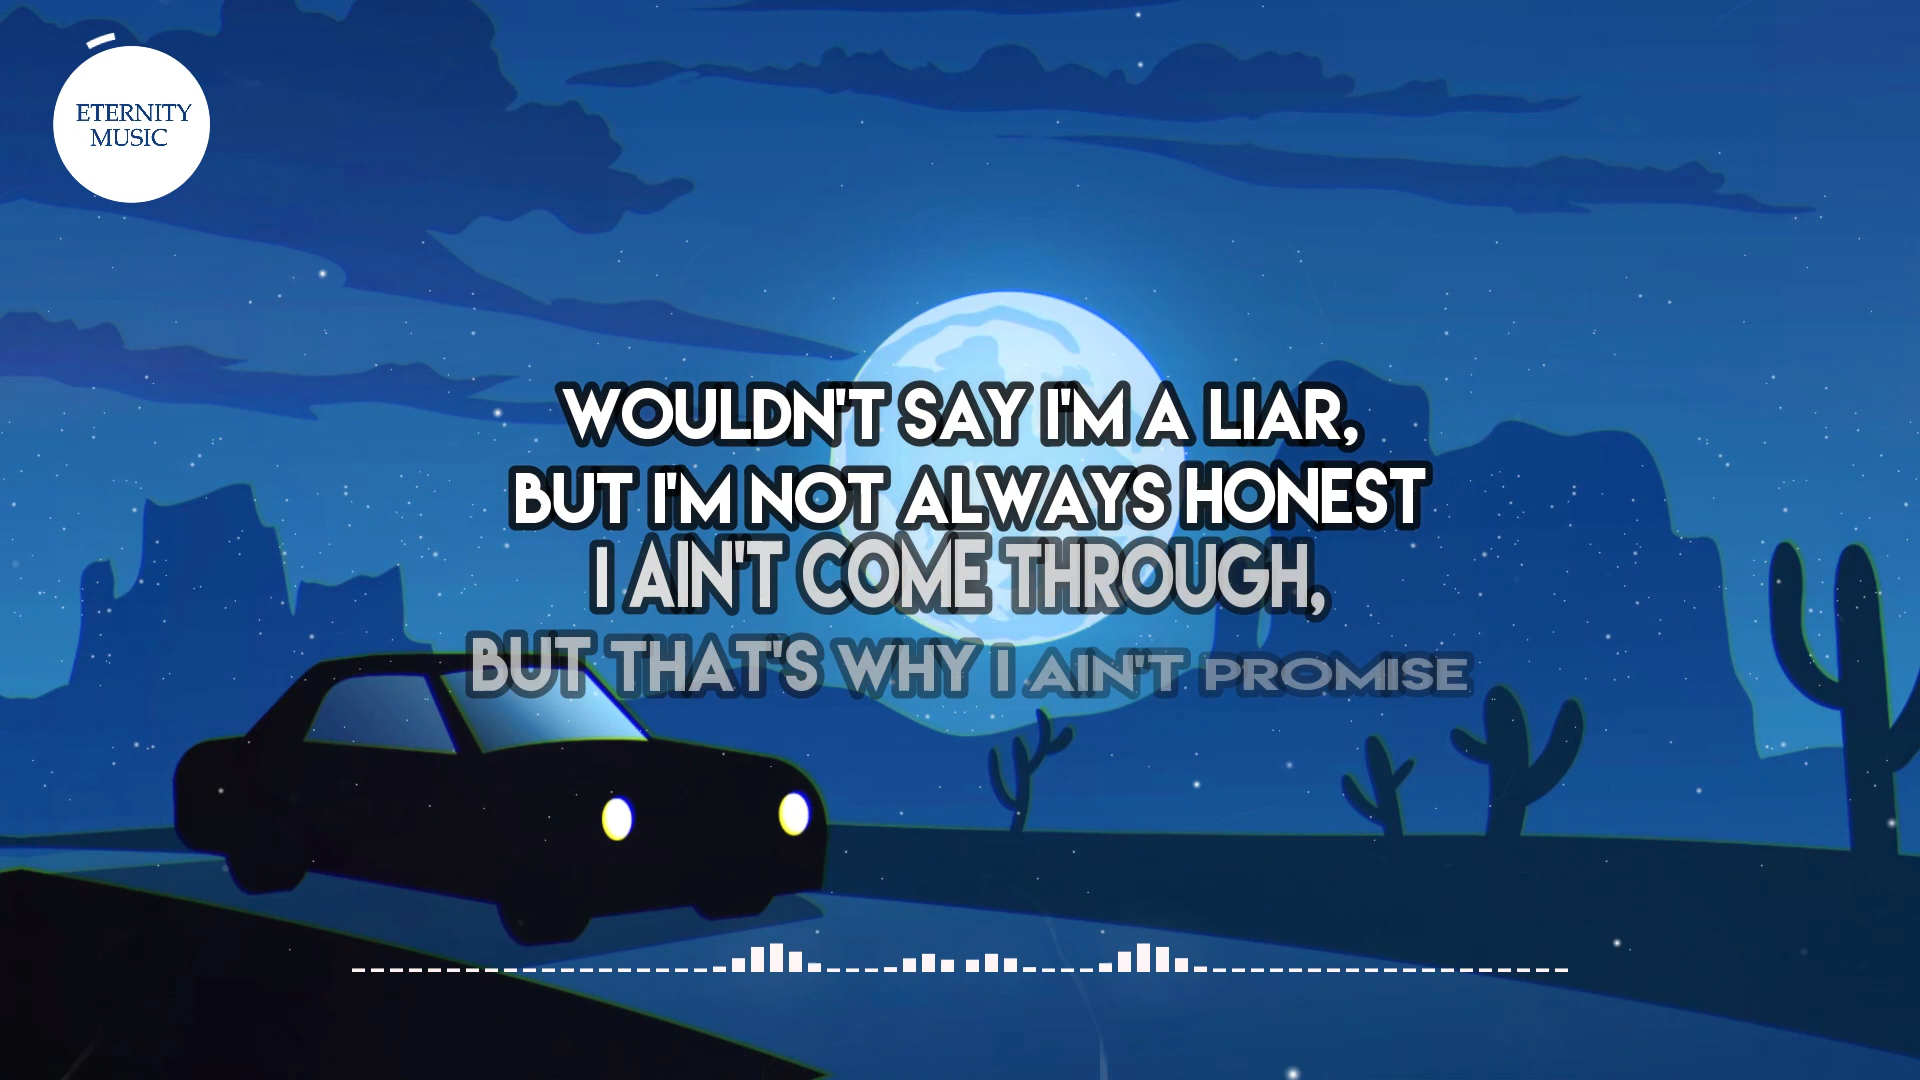 ETERNITY
MUSIC
WOULDN'T SAY I'M A LIAR,
BUT I'M NOT ALWAYS HONEST
I AIN'T COME THROUGH,
BUT THAT'S WHY I AIN'T PROMISE